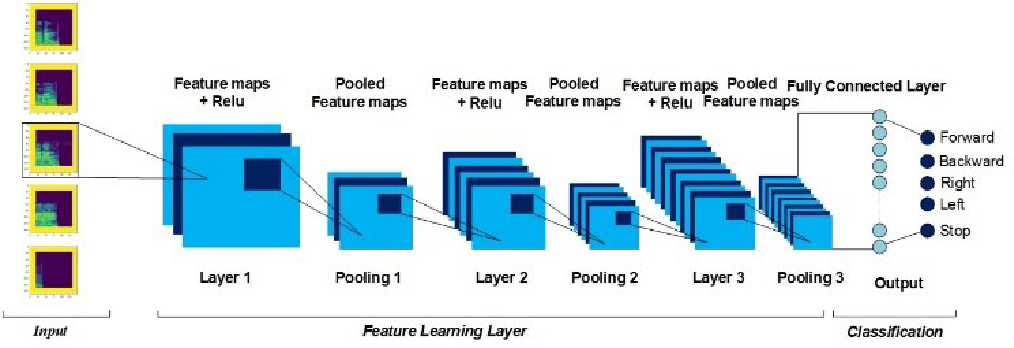 Feature maps
+ Relu
Pooled
Feature maps
Feature maps
+ Relu
Pooled
Feature maps
Feature maps
+ Relu
Pooled
Feature maps
Fully Connected Layer
Forward
Backward
Right
Left
Stop
Layer 1
Pooling 1
Layer 2
Pooling 2
Layer 3
Pooling 3
Output
Input
Feature Learning Layer
Classification